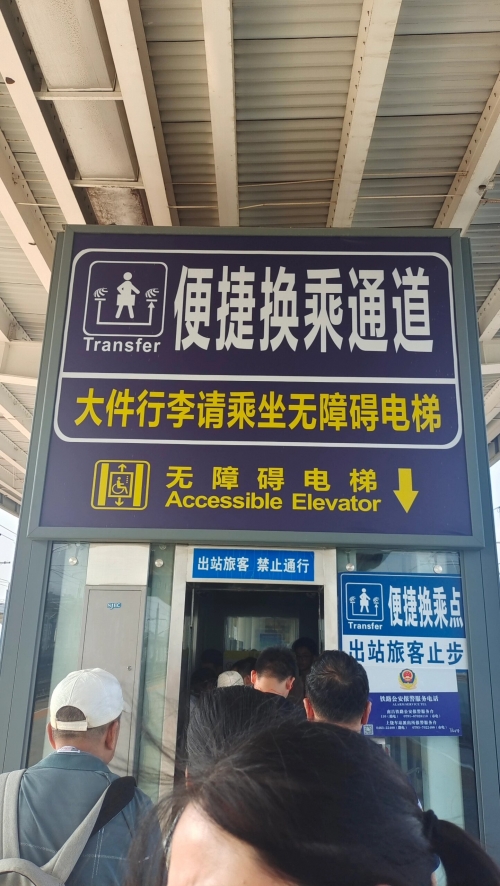 便捷换乘通道
Transfer
大件行李请乘坐无障碍电梯
无障碍电梯
Accessible Elevator
出站旅客 禁止通行
便捷换乘点
Transfer
出站旅客止步
铁路公安报警服务电话